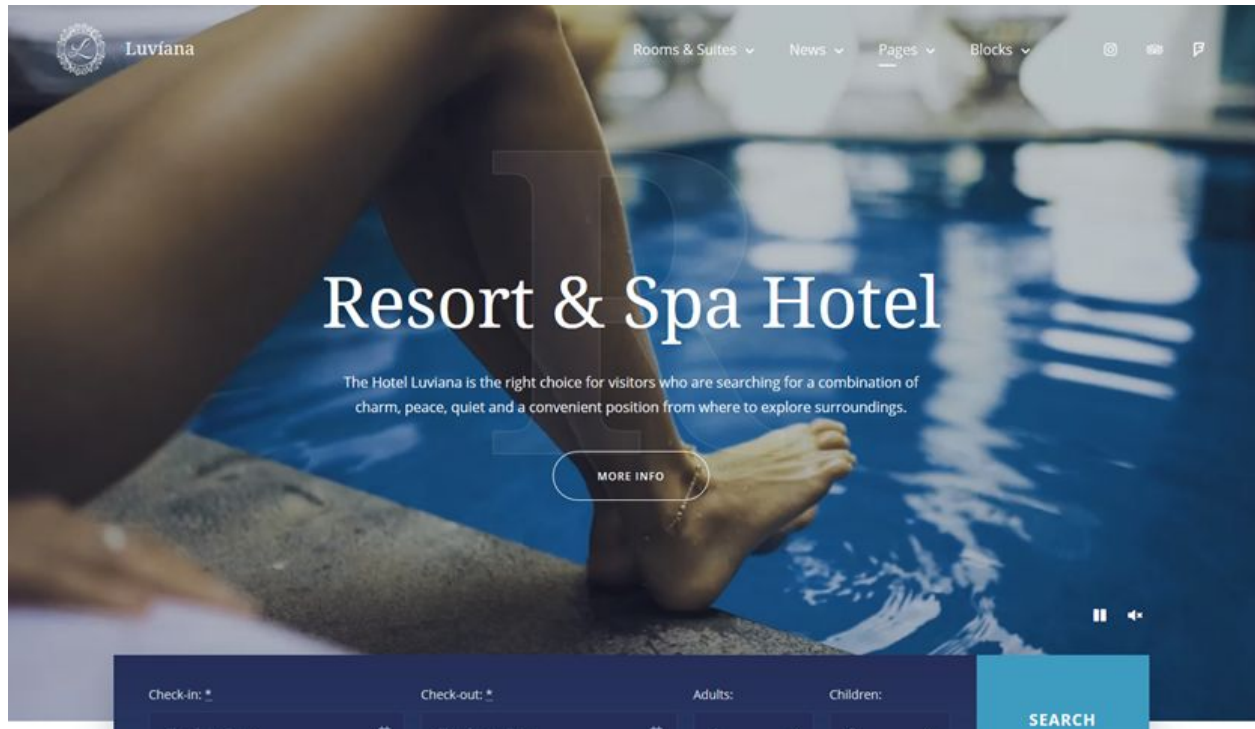 Luvíana
Rooms & Suites
News
Pages
Blocks
R
Resort & Spa Hotel
The Hotel Luviana is the right choice for visitors who are searching for a combination of
charm, peace, quiet and a convenient position from where to explore surroundings.
MORE INFO
Check-in: *
Check-out: *
Adults:
Children:
SEARCH